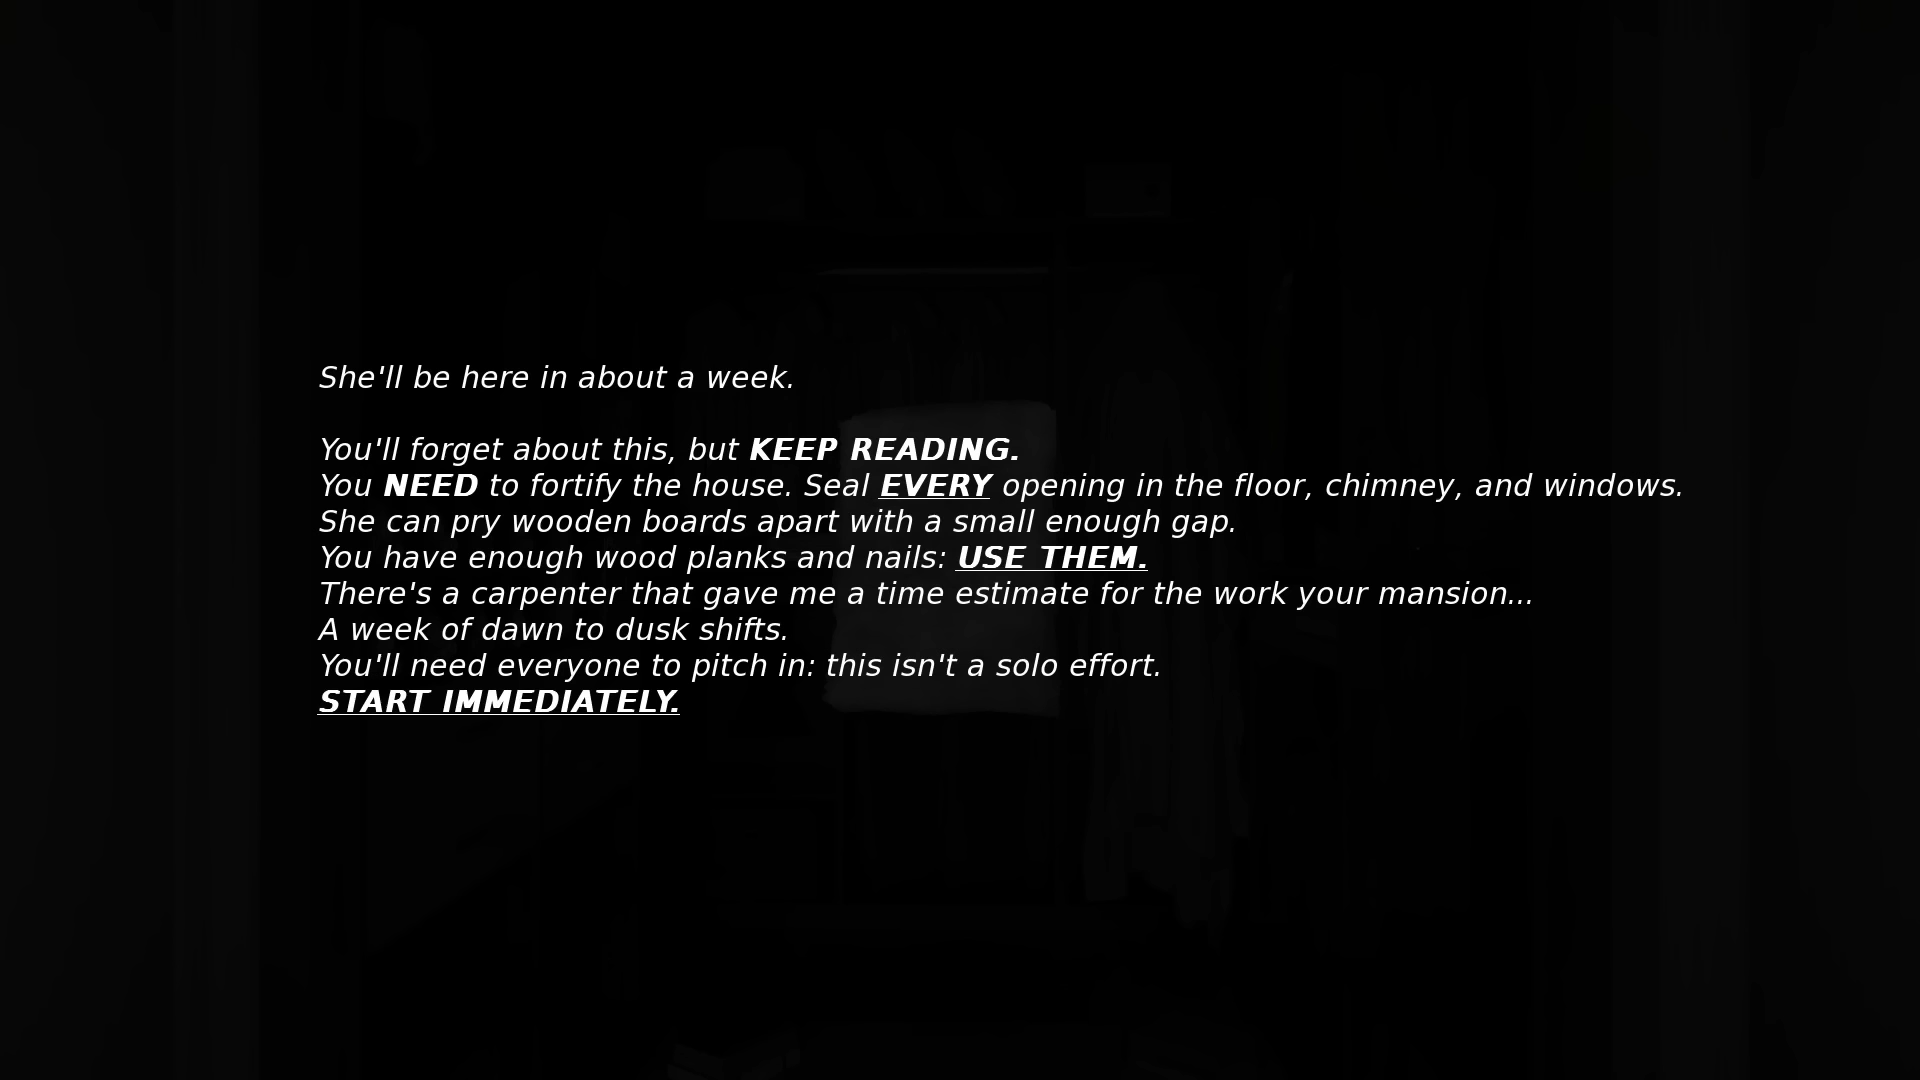 She'll be here in about a week.
You'll forget about this, but KEEP READING.
You NEED to fortify the house. Seal EVERY opening in the floor, chimney, and windows.
She can pry wooden boards apart with a small enough gap.
You have enough wood planks and nails: USE THEM.
There's a carpenter that gave me a time estimate for the work your mansion...
A week of dawn to dusk shifts.
You'll need everyone to pitch in: this isn't a solo effort.
START IMMEDIATELY.